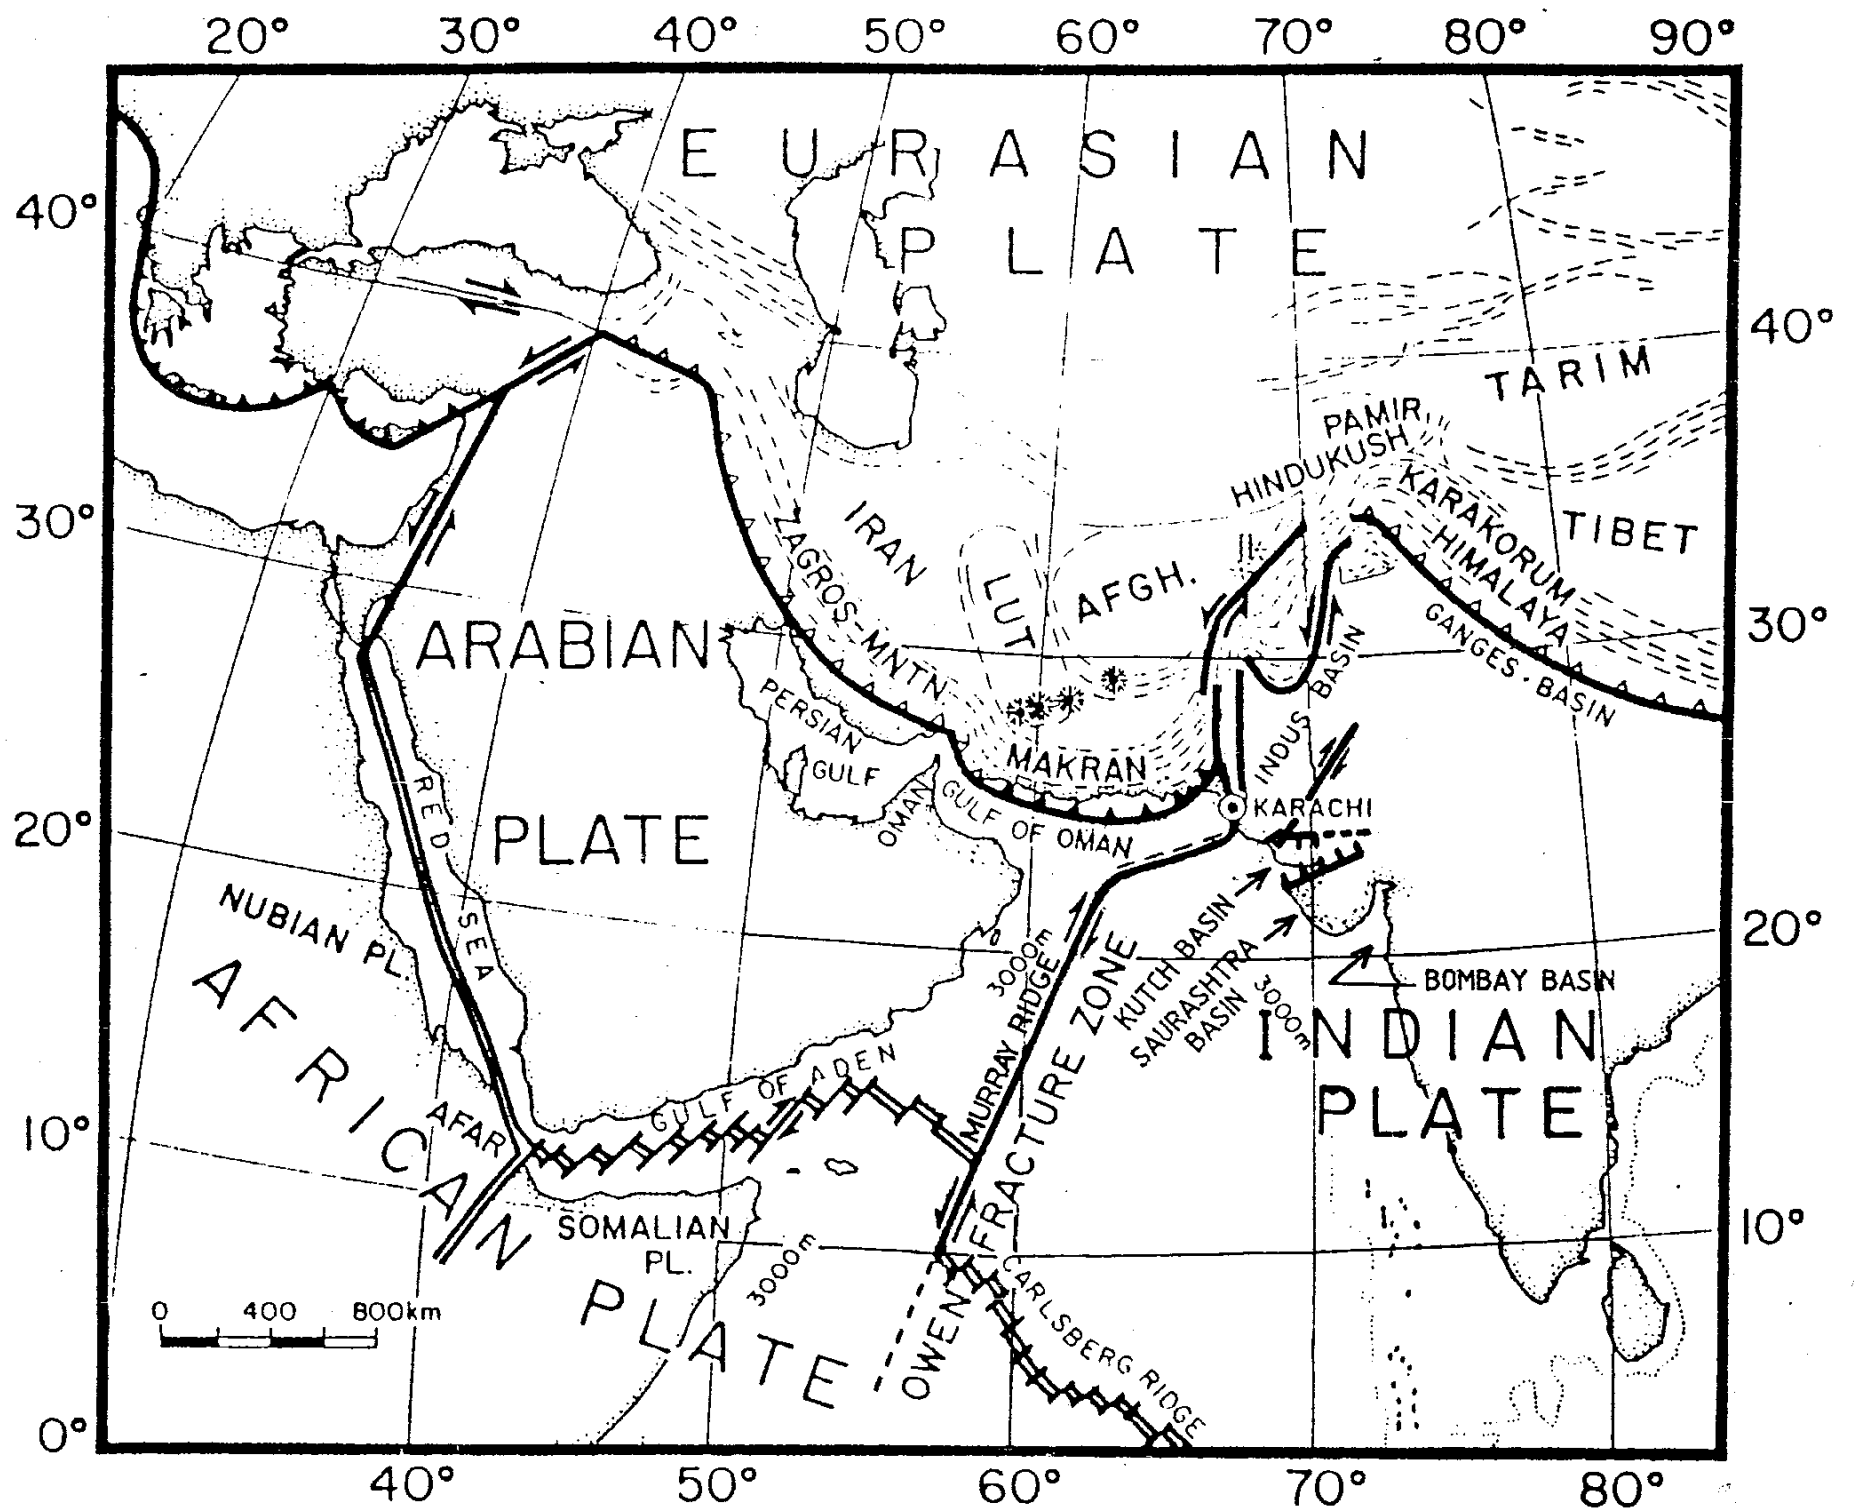 20° 30° 40° 50° 60° 70° 80° 90°
EURASIAN
PLATE
40°
40°
TARIM
PAMIR
HINDUKUSH
KARAKORUM
HIMALAYA
TIBET
30°
30°
IRAN
LUT
AFGH.
ZAGROS-MNTN
GANGES-BASIN
ARABIAN
PLATE
PERSIAN
GULF
OMAN
GULF OF OMAN
MAKRAN
INDUS BASIN
KARACHI
RED SEA
20°
20°
NUBIAN PL.
AFRICAN
PLATE
3000m
MURRAY RIDGE
OWEN FRACTURE ZONE
KUTCH BASIN
SAURASHTRA
BASIN
3000m
BOMBAY BASIN
INDIAN
PLATE
GULF OF ADEN
AFAR
10°
10°
SOMALIAN
PL.
3000m
CARLSBERG RIDGE
0 400 800km
0°
40° 50° 60° 70° 80°